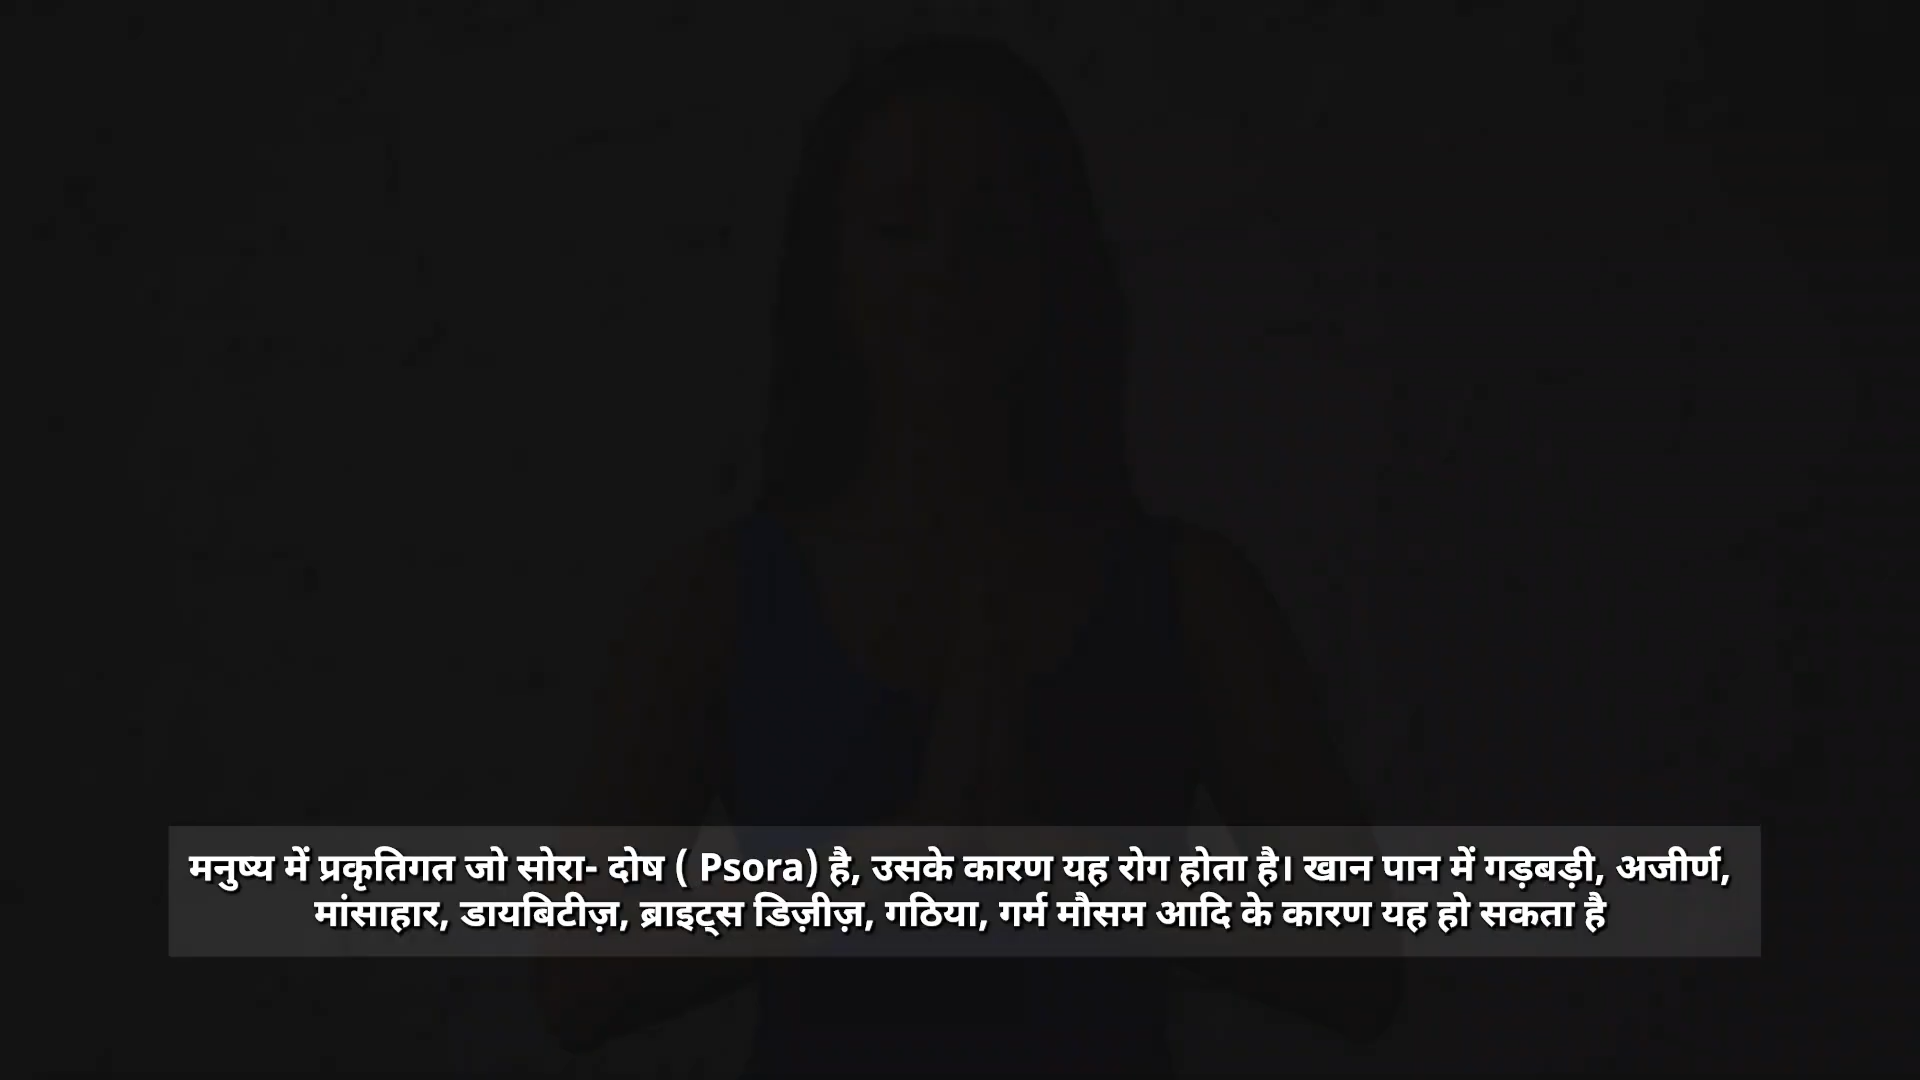 मनुष्य में प्रकृतिगत जो सोरा- दोष ( Psora) है, उसके कारण यह रोग होता है। खान पान में गड़बड़ी, अजीर्ण,
मांसाहार, डायबिटीज़, ब्राइट्स डिज़ीज़, गठिया, गर्म मौसम आदि के कारण यह हो सकता है